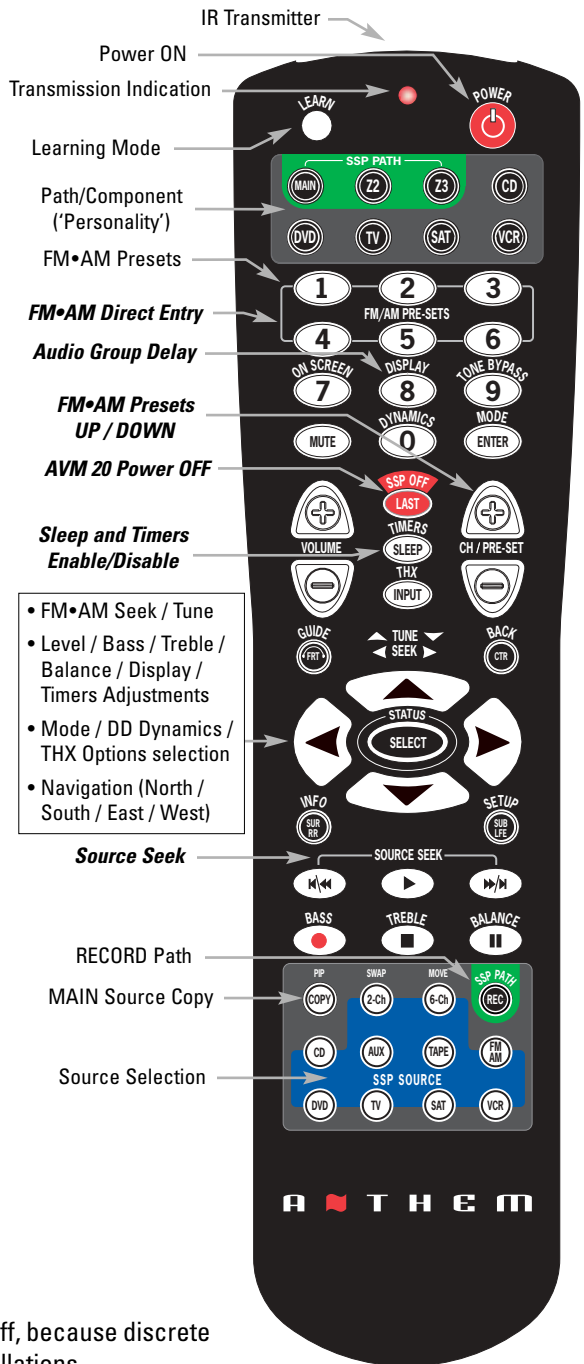 IR Transmitter
Power ON
Transmission Indication
LEARN
POWER
Learning Mode
SSP PATH
MAIN Z2 Z3 CD
Path/Component
('Personality')
DVD TV SAT VCR
FM•AM Presets
1 2 3
FM•AM Direct Entry
FM/AM PRE-SETS
4 5 6
Audio Group Delay
ON SCREEN DISPLAY TONE BYPASS
7 8 9
FM•AM Presets
UP / DOWN
DYNAMICS MODE
MUTE 0 ENTER
AVM 20 Power OFF
SSP OFF
LAST
TIMERS
Sleep and Timers
Enable/Disable
VOLUME SLEEP CH / PRE-SET
THX
INPUT
• FM•AM Seek / Tune
• Level / Bass / Treble /
Balance / Display /
Timers Adjustments
• Mode / DD Dynamics /
THX Options selection
• Navigation (North /
South / East / West)
GUIDE TUNE BACK
FRT SEEK CTR
STATUS
SELECT
INFO SETUP
SUR
RR
SUB
LFE
Source Seek
SOURCE SEEK
BASS TREBLE BALANCE
RECORD Path
PIP SWAP MOVE SSP PATH
MAIN Source Copy
COPY 2-Ch 6-Ch REC
CD AUX TAPE FM
AM
Source Selection
SSP SOURCE
DVD TV SAT VCR
ANTHEM
ff, because discrete
llations